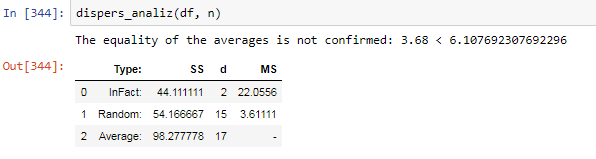 In [344]: dispers_analiz(df, n)
The equality of the averages is not confirmed: 3.68 < 6.107692307692296
Out[344]:
Type: SS d MS
0 InFact: 44.111111 2 22.0556
1 Random: 54.166667 15 3.61111
2 Average: 98.277778 17 -